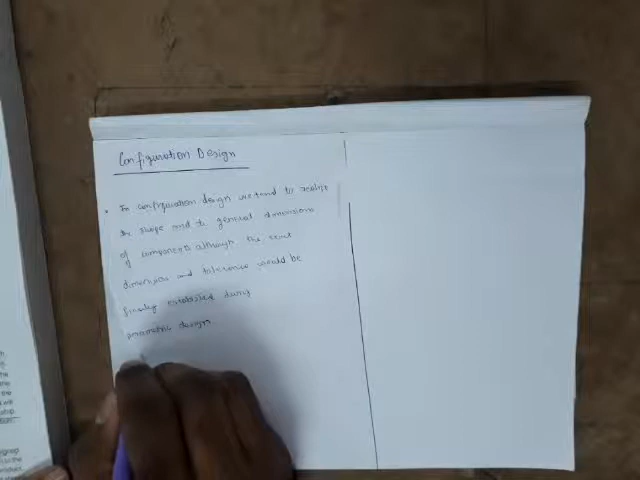 Configuration Design
In configuration design we tend to realise
the shape and the general dimensions
of components although the exact
dimensions and tolerance would be
finally established during
parametric design